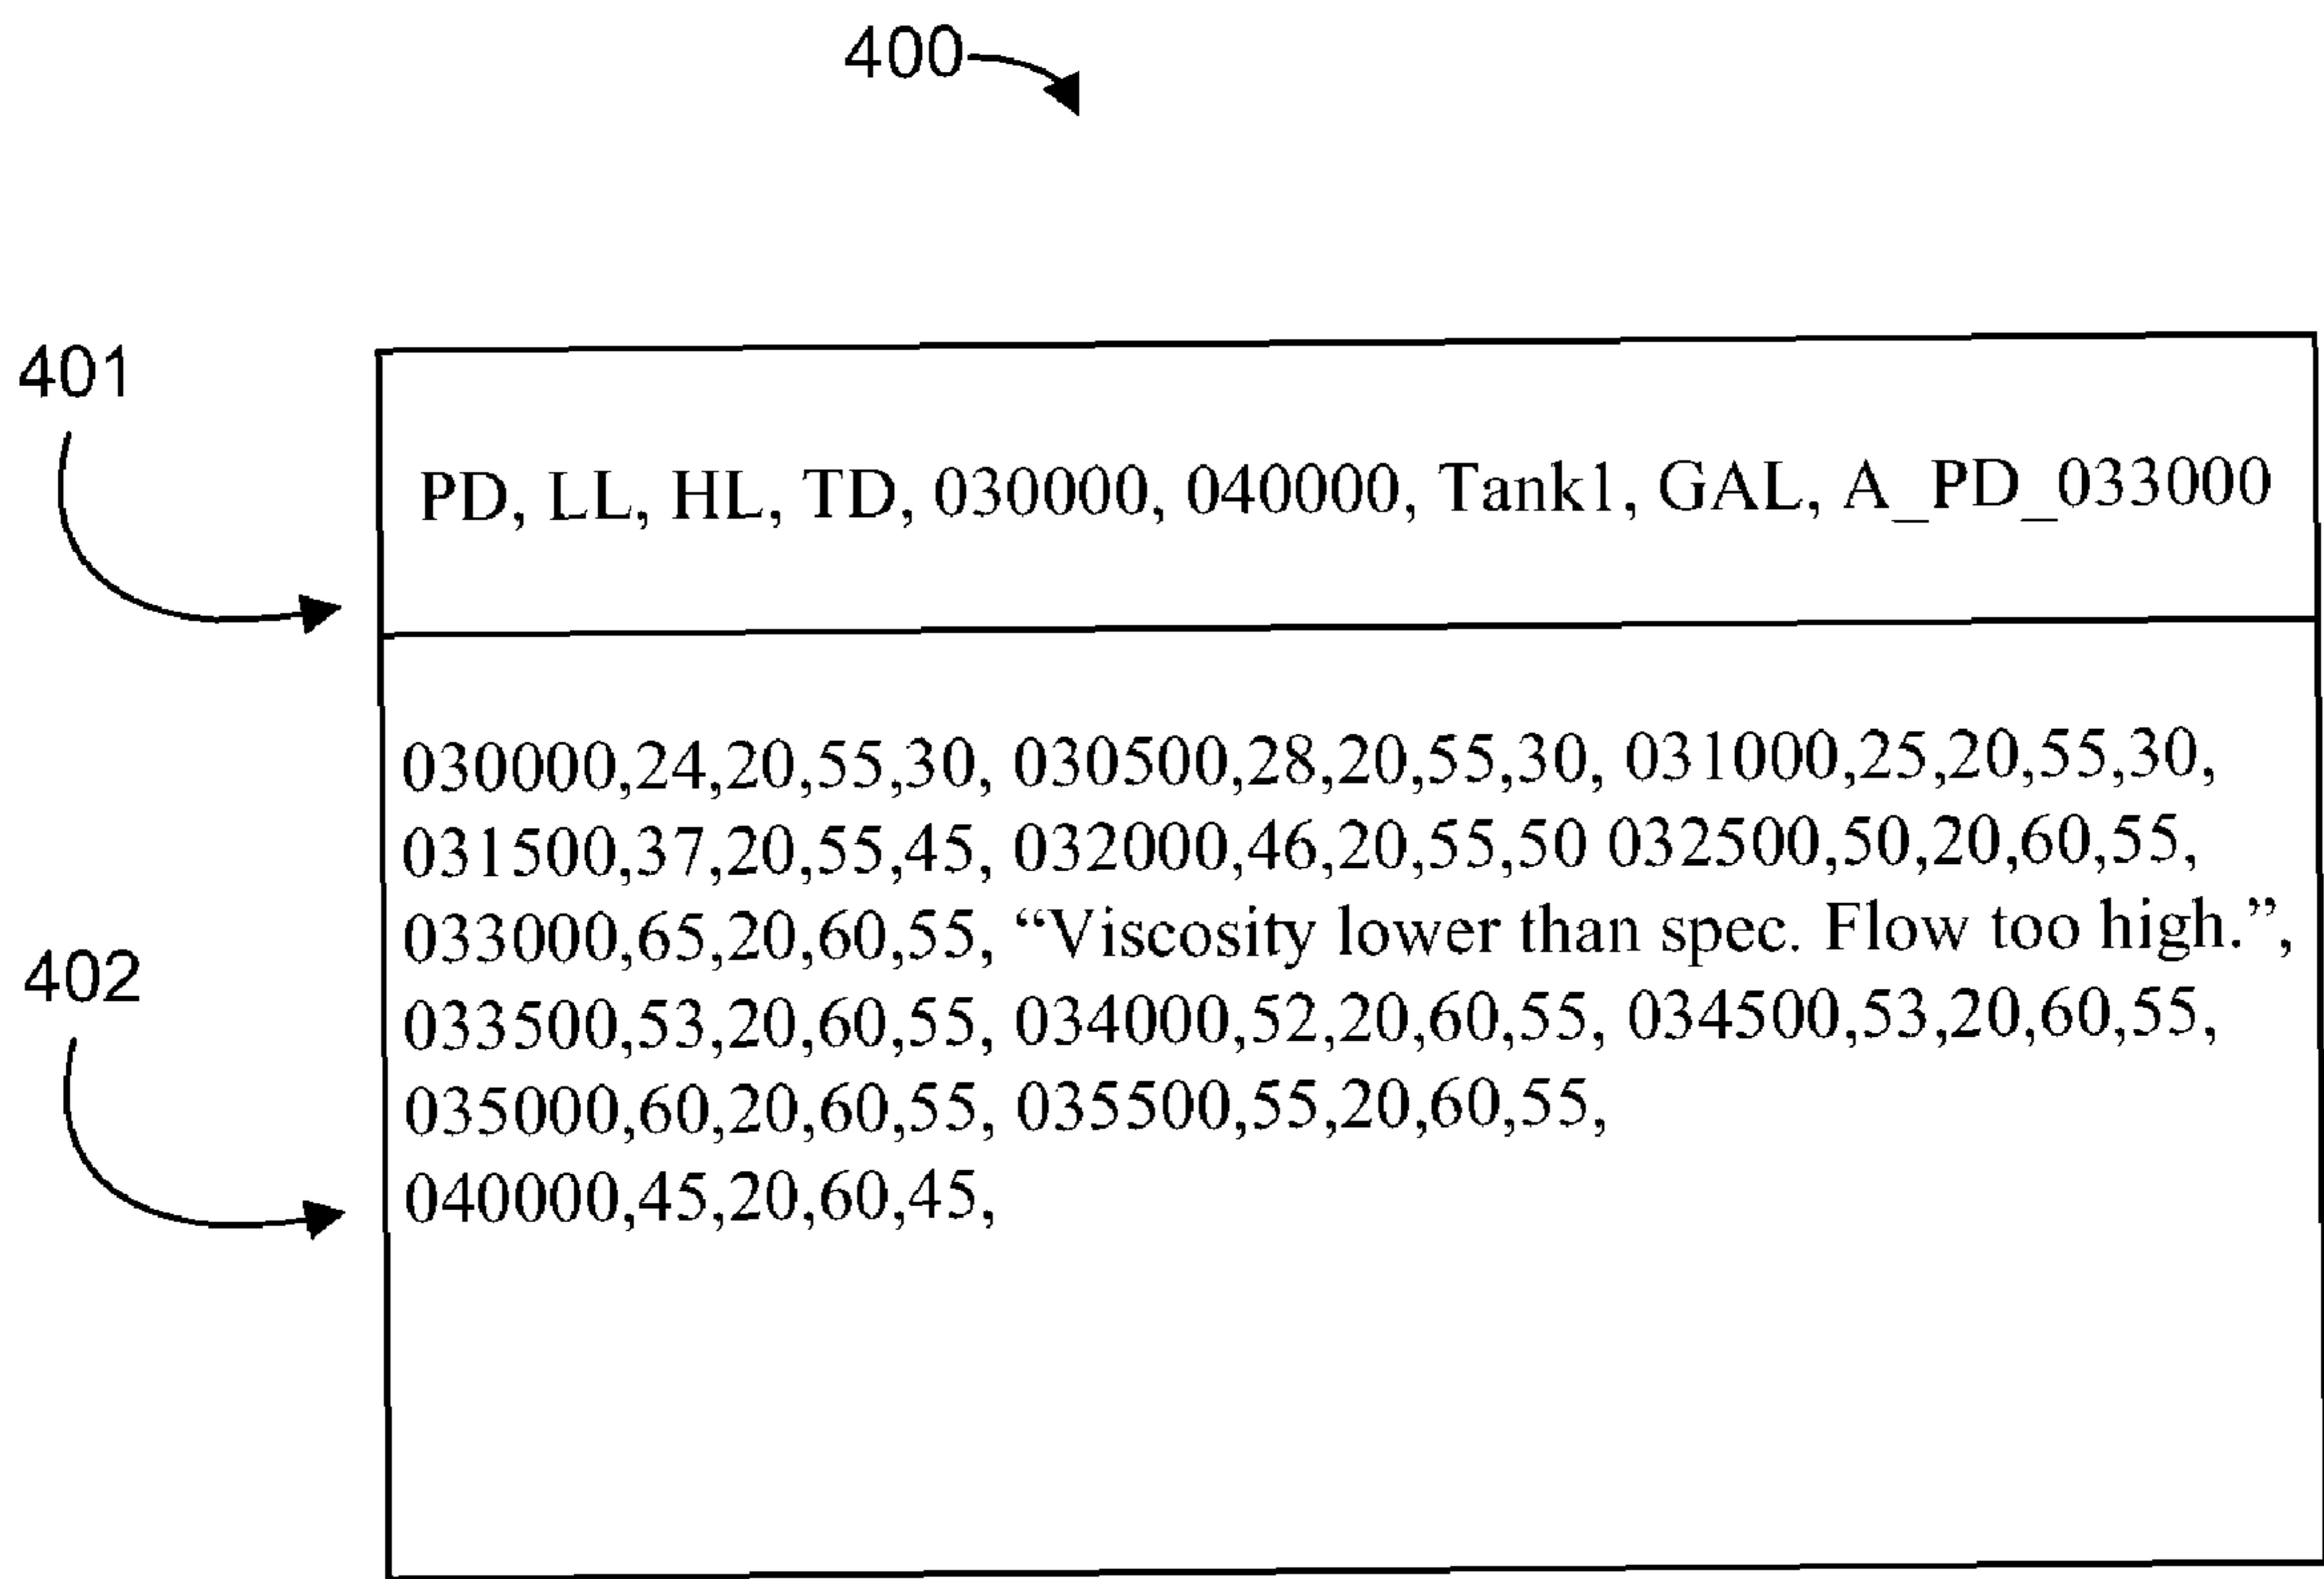 400
401
PD, LL, HL, TD, 030000, 040000, Tank1, GAL, A_PD_033000
030000,24,20,55,30, 030500,28,20,55,30, 031000,25,20,55,30,
031500,37,20,55,45, 032000,46,20,55,50 032500,50,20,60,55,
033000,65,20,60,55, “Viscosity lower than spec. Flow too high.”,
402
033500,53,20,60,55, 034000,52,20,60,55, 034500,53,20,60,55,
035000,60,20,60,55, 035500,55,20,60,55,
040000,45,20,60,45,